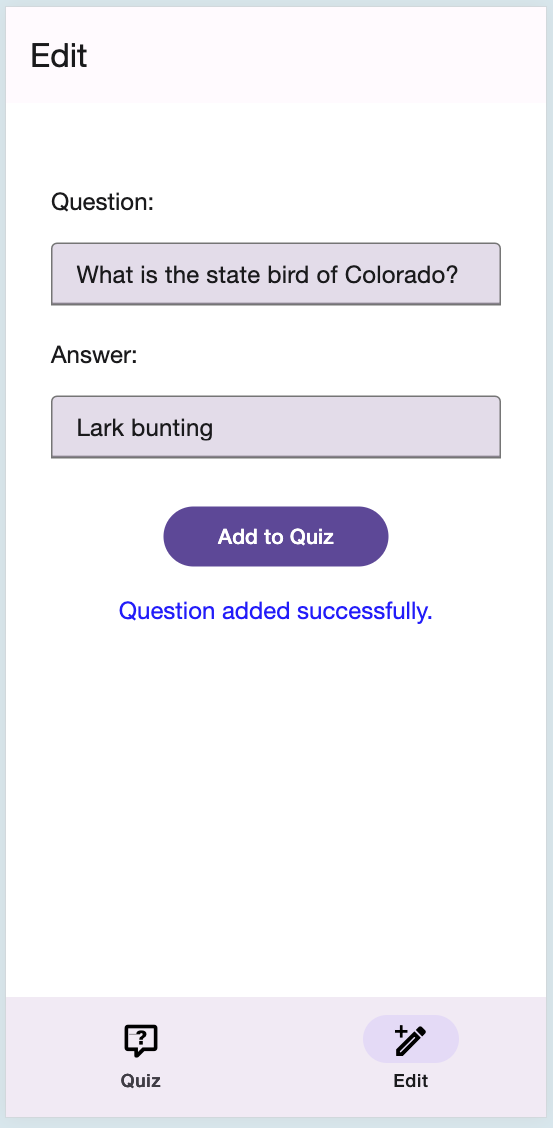 Edit
Question:
What is the state bird of Colorado?
Answer:
Lark bunting
Add to Quiz
Question added successfully.
?
Quiz
Edit